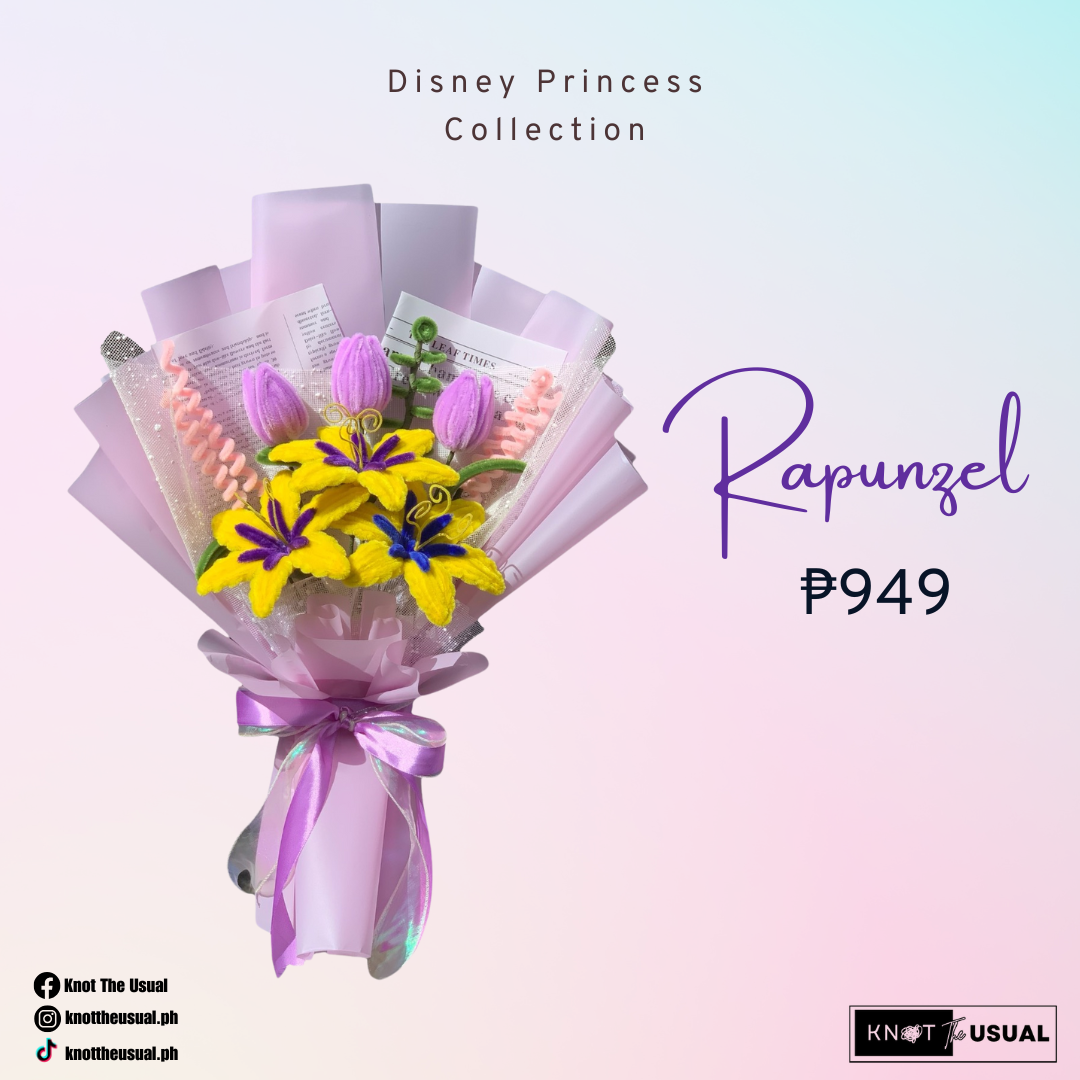 Disney Princess
Collection
LEAF TIMES
Rapunzel
₱949
Knot The Usual
knottheusual.ph
knottheusual.ph
KNOT The USUAL